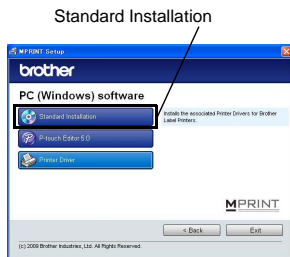 Standard Installation
MPRINT Setup
brother
PC (Windows) software
Standard Installation
Installs the associated Printer Drivers for Brother
Label Printers.
P-touch Editor 5.0
Printer Driver
MPRINT
< Back
Exit
(c) 2009 Brother Industries, Ltd. All Rights Reserved.